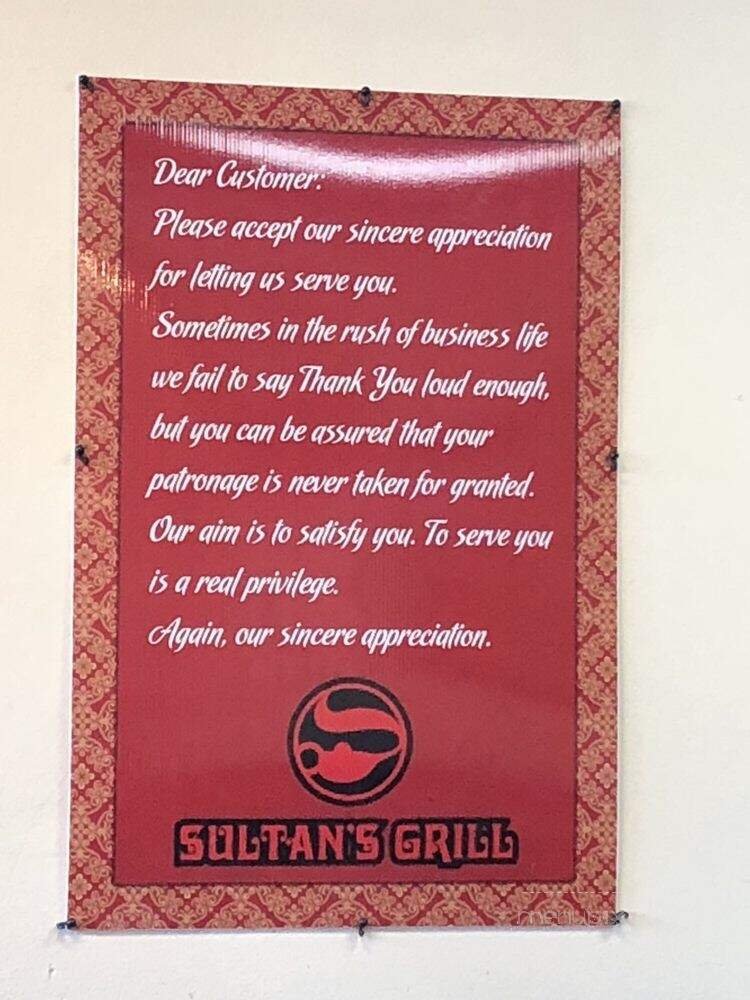 Dear Customer:
Please accept our sincere appreciation
for letting us serve you.
Sometimes in the rush of business life
we fail to say Thank You loud enough,
but you can be assured that your
patronage is never taken for granted.
Our aim is to satisfy you. To serve you
is a real privilege.
Again, our sincere appreciation.
SULTAN'S GRILL